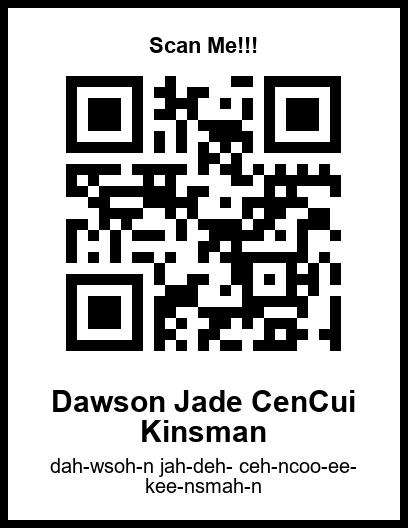 Scan Me!!!
Dawson Jade CenCui
Kinsman
dah-wsoh-n jah-deh- ceh-ncoo-ee-
kee-nsmah-n